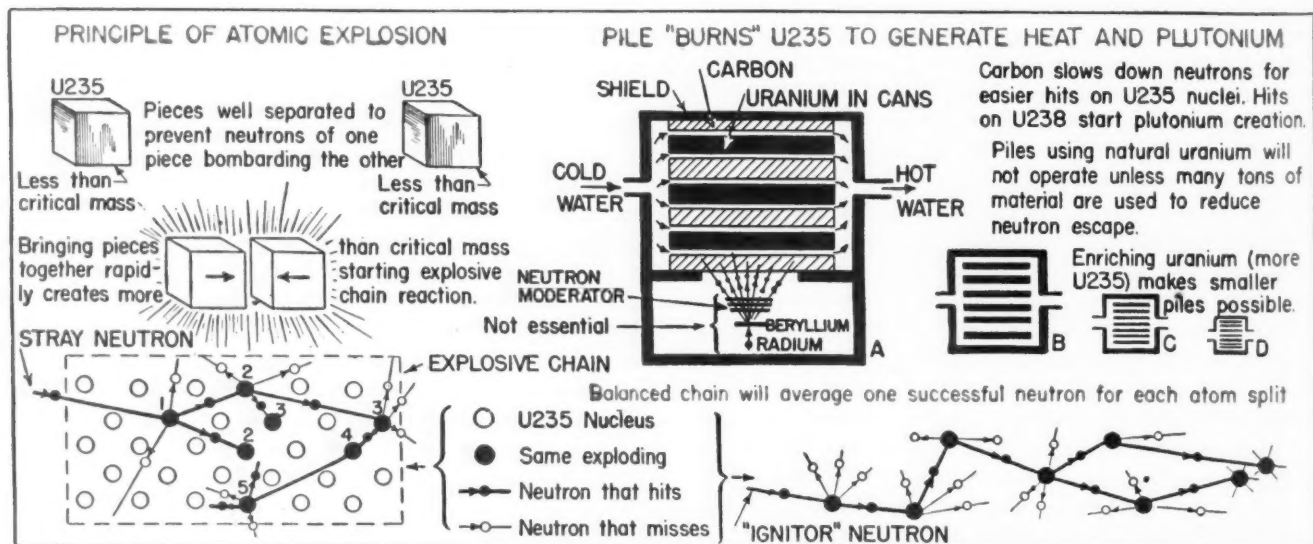 PRINCIPLE OF ATOMIC EXPLOSION
U235
U235
Pieces well separated to
prevent neutrons of one
piece bombarding the other
Less than
critical mass
Less than
critical mass
Bringing pieces
together rapid-
ly creates more
than critical mass
starting explosive
chain reaction.
STRAY NEUTRON
EXPLOSIVE CHAIN
1
2
2
3
3
4
5
U235 Nucleus
Same exploding
Neutron that hits
Neutron that misses
PILE "BURNS" U235 TO GENERATE HEAT AND PLUTONIUM
CARBON
SHIELD
URANIUM IN CANS
COLD
WATER
HOT
WATER
NEUTRON
MODERATOR
Not essential
BERYLLIUM
RADIUM
A
Carbon slows down neutrons for
easier hits on U235 nuclei. Hits
on U238 start plutonium creation.
Piles using natural uranium will
not operate unless many tons of
material are used to reduce
neutron escape.
Enriching uranium (more
U235) makes smaller
piles possible.
B
C
D
Balanced chain will average one successful neutron for each atom split
"IGNITOR" NEUTRON